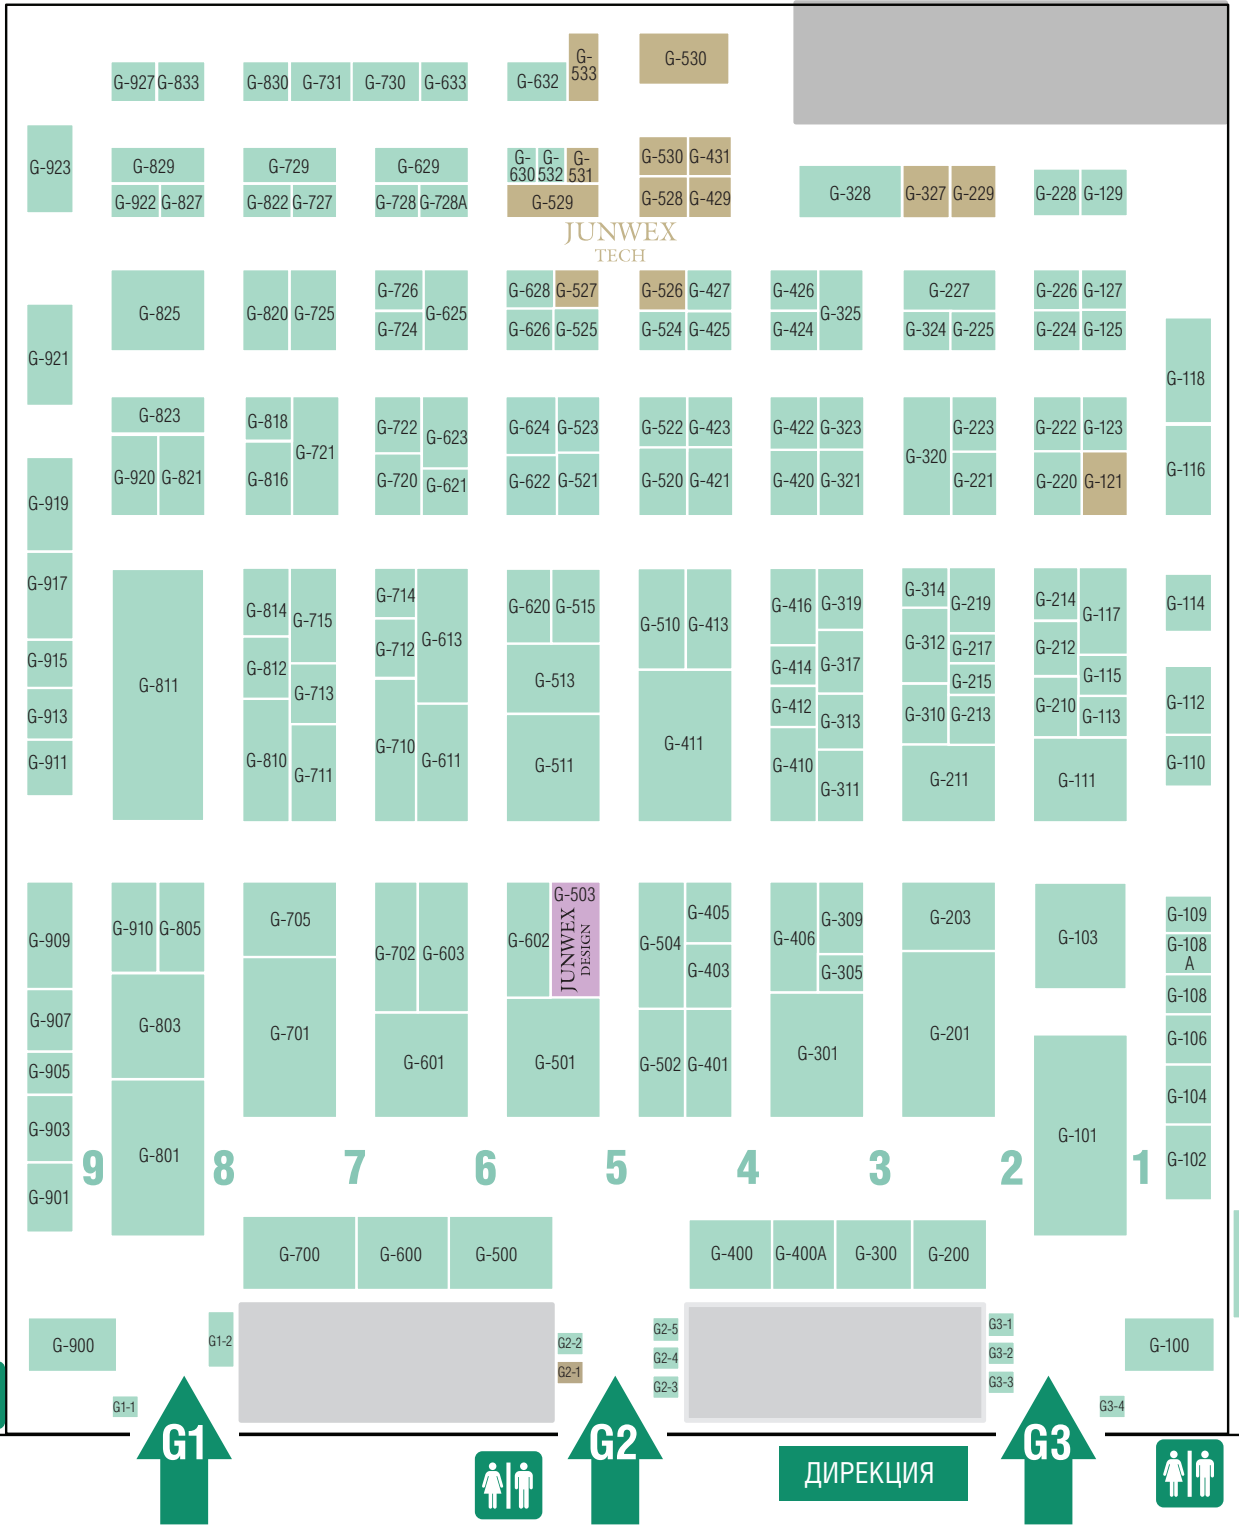 G-533
G-530
G-927 G-833
G-830 G-731 G-730 G-633
G-632
G-923
G-829
G-729
G-629
G-630 G-532 G-531
G-530 G-431
G-922 G-827
G-822 G-727
G-728 G-728A
G-529
G-528 G-429
G-328 G-327 G-229
G-228 G-129
JUNWEX
TECH
G-825
G-820 G-725
G-726 G-625
G-724
G-628 G-527
G-626 G-525
G-526 G-427
G-524 G-425
G-426 G-325
G-424
G-227
G-324 G-225
G-226 G-127
G-224 G-125
G-921
G-118
G-823
G-920 G-821
G-818 G-721
G-816
G-722 G-623
G-720 G-621
G-624 G-523
G-622 G-521
G-522 G-423
G-520 G-421
G-422 G-323
G-420 G-321
G-320 G-223
G-221
G-222 G-123
G-220 G-121
G-116
G-919
G-917
G-915
G-913
G-911
G-811
G-814 G-715
G-812
G-713
G-810 G-711
G-714
G-712 G-613
G-710 G-611
G-620 G-515
G-513
G-511
G-510 G-413
G-411
G-416 G-319
G-414 G-317
G-412 G-313
G-410 G-311
G-314 G-219
G-312 G-217
G-215
G-310 G-213
G-211
G-214 G-117
G-212
G-115
G-210 G-113
G-111
G-114
G-112
G-110
G-909
G-907
G-905
G-903
G-901
G-910 G-805
G-803
G-801
G-705
G-701
G-702 G-603
G-601
G-602 G-503
JUNWEX
DESIGN
G-501
G-504 G-405
G-403
G-502 G-401
G-406 G-309
G-305
G-301
G-203
G-201
G-103
G-101
G-109
G-108
A
G-108
G-106
G-104
G-102
9 8 7 6 5 4 3 2 1
G-700 G-600 G-500
G-400 G-400A G-300 G-200
G-900
G1-2
G1-1
G2-2
G2-1
G2-5
G2-4
G2-3
G3-1
G3-2
G3-3
G3-4
G-100
G1 G2 G3
ДИРЕКЦИЯ